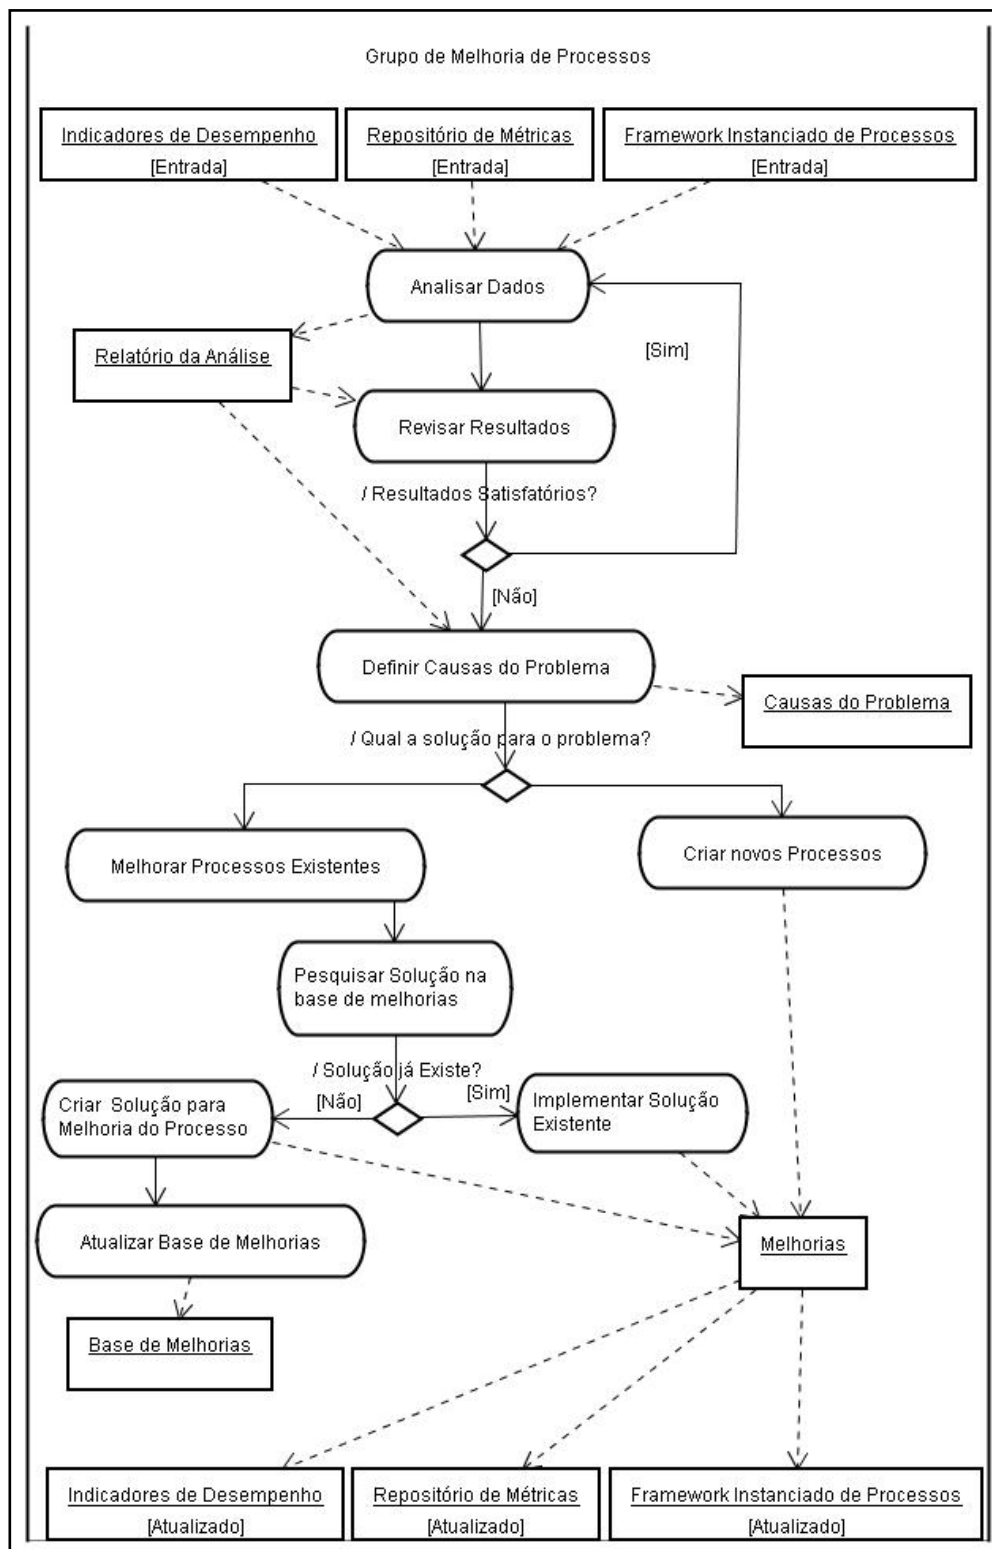 Grupo de Melhoria de Processos
Indicadores de Desempenho
[Entrada]
Repositório de Métricas
[Entrada]
Framework Instanciado de Processos
[Entrada]
Analisar Dados
[Sim]
Relatório da Análise
Revisar Resultados
/ Resultados Satisfatórios?
[Não]
Definir Causas do Problema
Causas do Problema
/ Qual a solução para o problema?
Melhorar Processos Existentes
Criar novos Processos
Pesquisar Solução na
base de melhorias
/ Solução já Existe?
[Não]
[Sim]
Criar Solução para
Melhoria do Processo
Implementar Solução
Existente
Atualizar Base de Melhorias
Melhorias
Base de Melhorias
Indicadores de Desempenho
[Atualizado]
Repositório de Métricas
[Atualizado]
Framework Instanciado de Processos
[Atualizado]